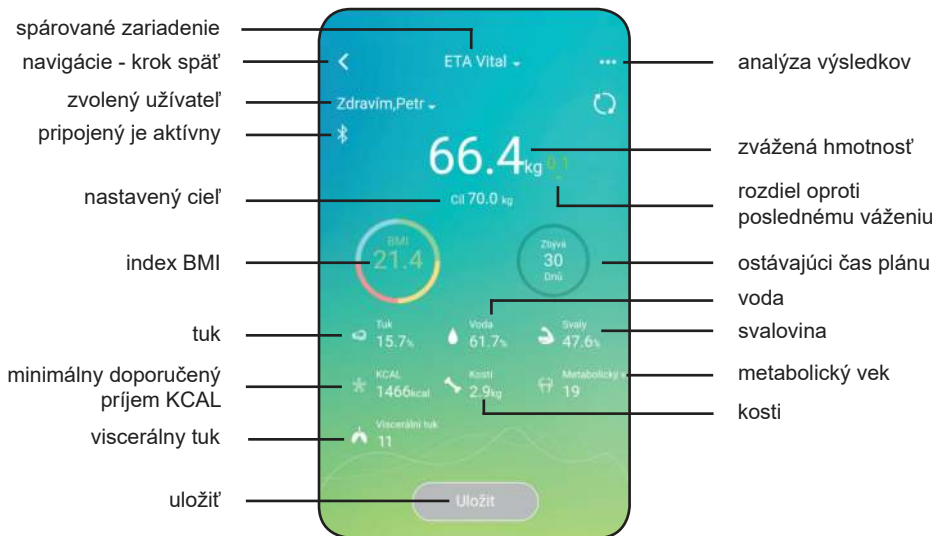 spárované zariadenie
navigácie - krok späť
zvolený užívateľ
pripojený je aktívny
nastavený cieľ
index BMI
tuk
minimálny doporučený
príjem KCAL
viscerálny tuk
uložiť
ETA Vital
Zdravím,Petr
66.4kg 0.1
Cíl 70.0 kg
BMI
21.4
Zbývá
30
Dnů
Tuk
15.7%
Voda
61.7%
Svaly
47.6%
KCAL
1466kcal
Kosti
2.9kg
Metabolický v
19
Viscerální tuk
11
Uložit
analýza výsledkov
zvážená hmotnosť
rozdiel oproti
poslednému váženiu
ostávajúci čas plánu
voda
svalovina
metabolický vek
kosti